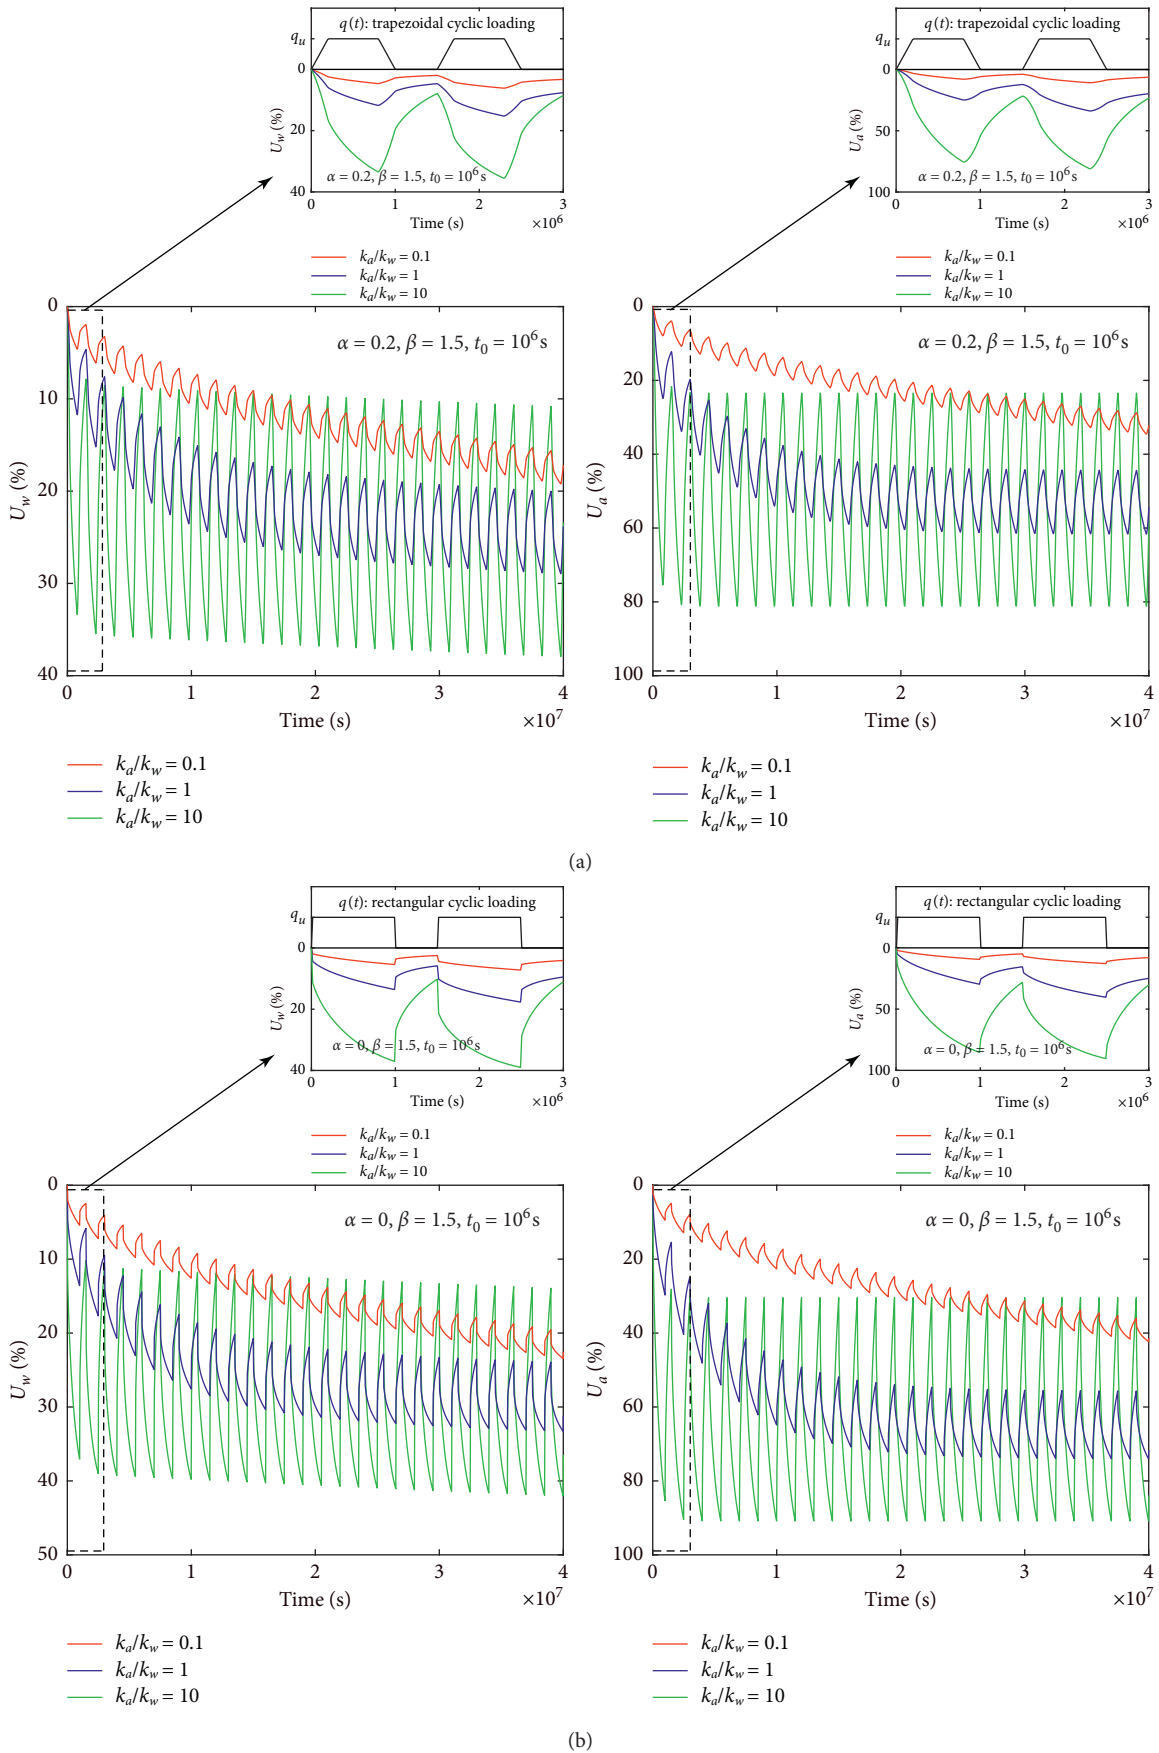 q(t): trapezoidal cyclic loading
q_u
0
20
40
U_w (%)
α = 0.2, β = 1.5, t_0 = 10^6 s
0 1 2 3
Time (s) ×10^6
k_a/k_w = 0.1
k_a/k_w = 1
k_a/k_w = 10
0
10
20
30
40
U_w (%)
α = 0.2, β = 1.5, t_0 = 10^6 s
0 1 2 3 4
Time (s) ×10^7
k_a/k_w = 0.1
k_a/k_w = 1
k_a/k_w = 10
q(t): trapezoidal cyclic loading
q_u
0
50
100
U_a (%)
α = 0.2, β = 1.5, t_0 = 10^6 s
0 1 2 3
Time (s) ×10^6
k_a/k_w = 0.1
k_a/k_w = 1
k_a/k_w = 10
0
20
40
60
80
100
U_a (%)
α = 0.2, β = 1.5, t_0 = 10^6 s
0 1 2 3 4
Time (s) ×10^7
k_a/k_w = 0.1
k_a/k_w = 1
k_a/k_w = 10
(a)
q(t): rectangular cyclic loading
q_u
0
20
40
U_w (%)
α = 0, β = 1.5, t_0 = 10^6 s
0 1 2 3
Time (s) ×10^6
k_a/k_w = 0.1
k_a/k_w = 1
k_a/k_w = 10
0
10
20
30
40
50
U_w (%)
α = 0, β = 1.5, t_0 = 10^6 s
0 1 2 3 4
Time (s) ×10^7
k_a/k_w = 0.1
k_a/k_w = 1
k_a/k_w = 10
q(t): rectangular cyclic loading
q_u
0
50
100
U_a (%)
α = 0, β = 1.5, t_0 = 10^6 s
0 1 2 3
Time (s) ×10^6
k_a/k_w = 0.1
k_a/k_w = 1
k_a/k_w = 10
0
20
40
60
80
100
U_a (%)
α = 0, β = 1.5, t_0 = 10^6 s
0 1 2 3 4
Time (s) ×10^7
k_a/k_w = 0.1
k_a/k_w = 1
k_a/k_w = 10
(b)